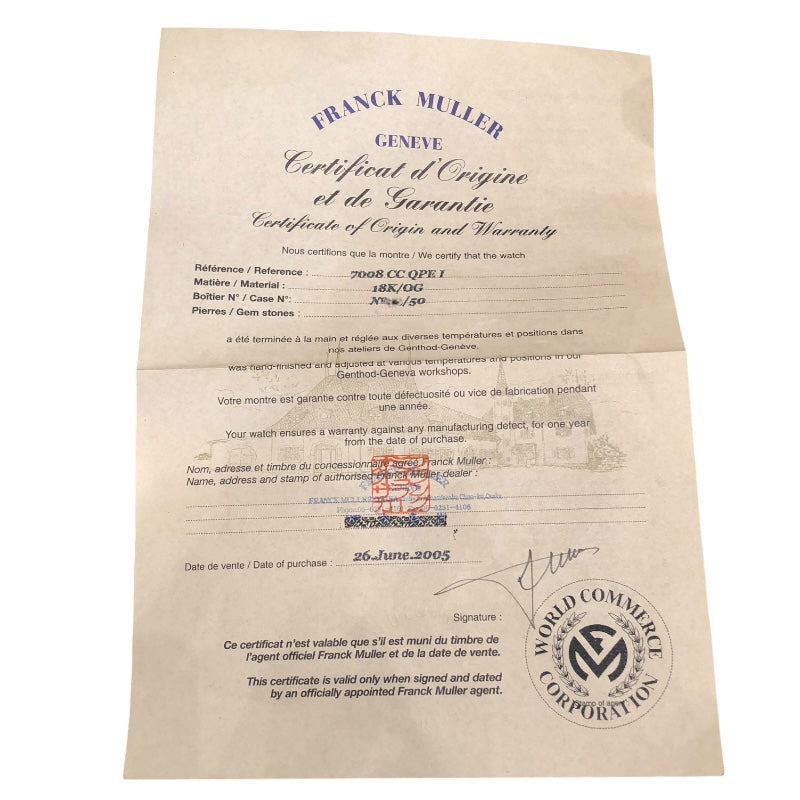 FRANCK MULLER
GENEVE
Certificat d'Origine
et de Garantie
Certificate of Origin and Warranty
Nous certifions que la montre / We certify that the watch
Référence / Reference : 7008 CC QPE I
Matière / Material : 18K/OG
Boîtier N° / Case N°: /50
Pierres / Gem stones :
a été terminée à la main et réglée aux diverses températures et positions dans
nos ateliers de Genthod-Genève.
was hand-finished and adjusted at various temperatures and positions in our
Genthod-Geneva workshops.
Votre montre est garantie contre toute défectuosité ou vice de fabrication pendant
une année.
Your watch ensures a warranty against any manufacturing defect, for one year
from the date of purchase.
Nom, adresse et timbre du concessionnaire agréé Franck Muller :
Name, address and stamp of authorised Franck Muller dealer :
FRANCK MULLER
Date de vente / Date of purchase : 26.June.2005
Signature :
Ce certificat n'est valable que s'il est muni du timbre de
l'agent officiel Franck Muller et de la date de vente.
This certificate is valid only when signed and dated
by an officially appointed Franck Muller agent.
WORLD COMMERCE
CORPORATION
Stamp of